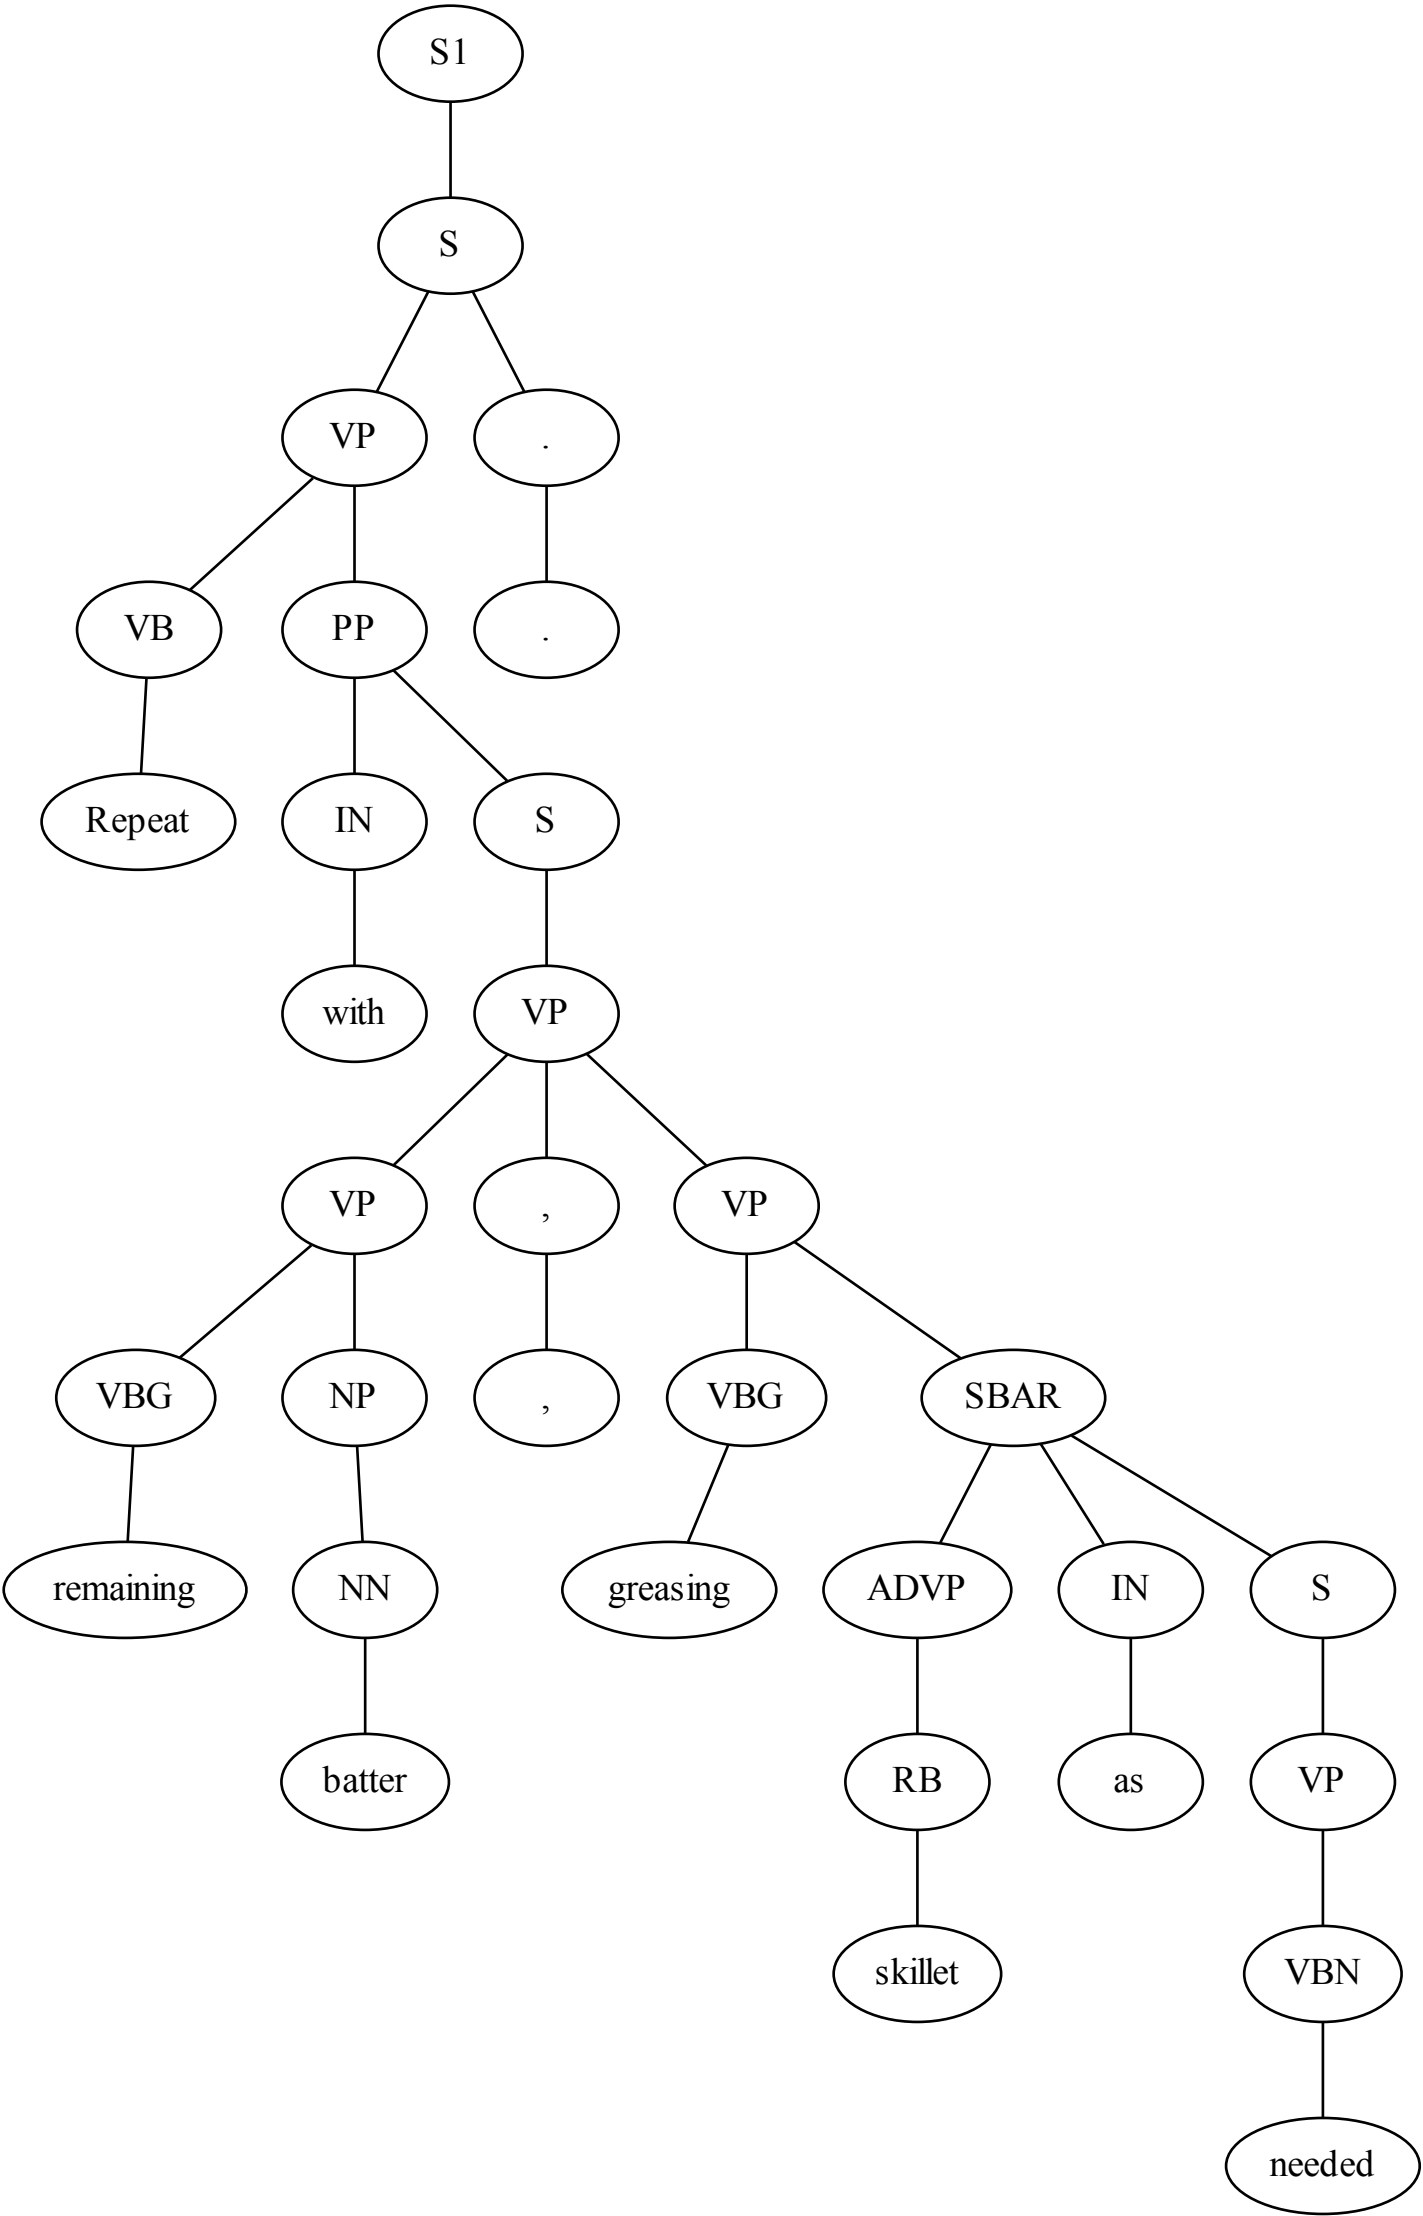 S1
S
VP .
VB PP .
Repeat IN S
with VP
VP , VP
VBG NP , VBG SBAR
remaining NN greasing ADVP IN S
batter RB as VP
skillet VBN
needed